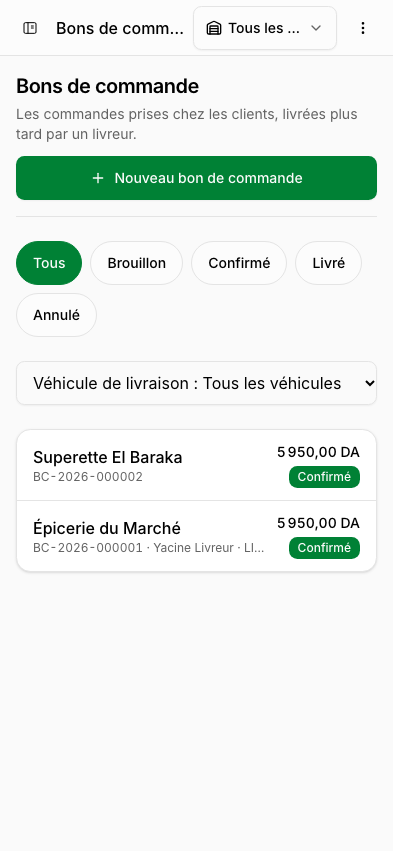 Bons de comm...
Tous les ...
Bons de commande
Les commandes prises chez les clients, livrées plus
tard par un livreur.
Nouveau bon de commande
Tous
Brouillon
Confirmé
Livré
Annulé
Véhicule de livraison : Tous les véhicules
Superette El Baraka
5 950,00 DA
BC-2026-000002
Confirmé
Épicerie du Marché
5 950,00 DA
BC-2026-000001 · Yacine Livreur · LI...
Confirmé